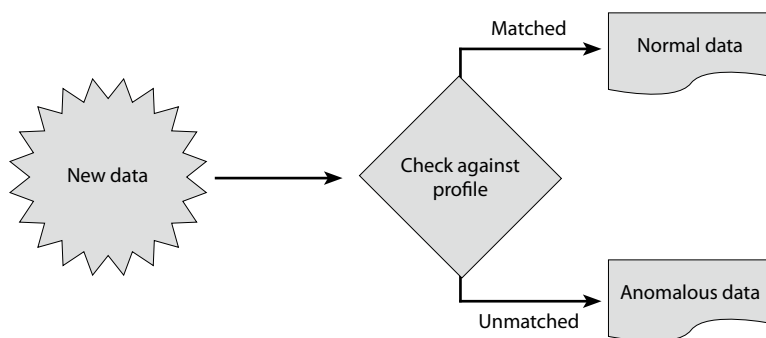 New data
Check against
profile
Matched
Normal data
Unmatched
Anomalous data